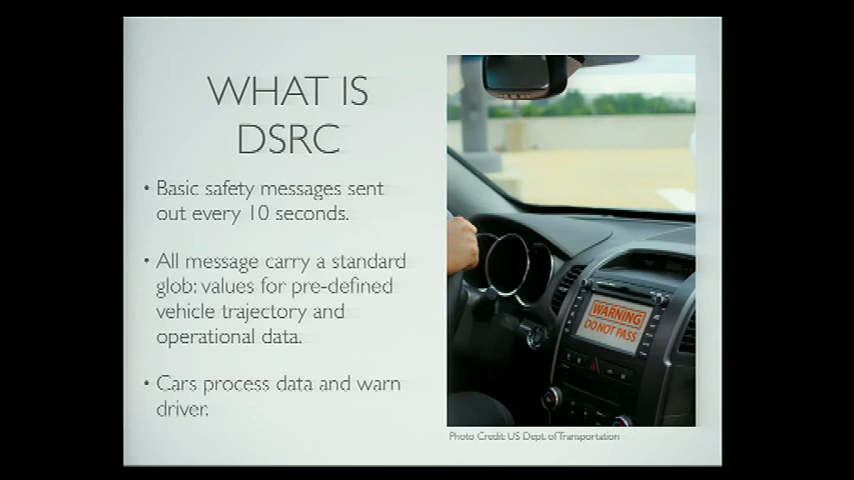 WHAT IS
DSRC
• Basic safety messages sent
out every 10 seconds.
• All message carry a standard
glob: values for pre-defined
vehicle trajectory and
operational data.
• Cars process data and warn
driver.
WARNING
DO NOT PASS
Photo Credit: US Dept. of Transportation